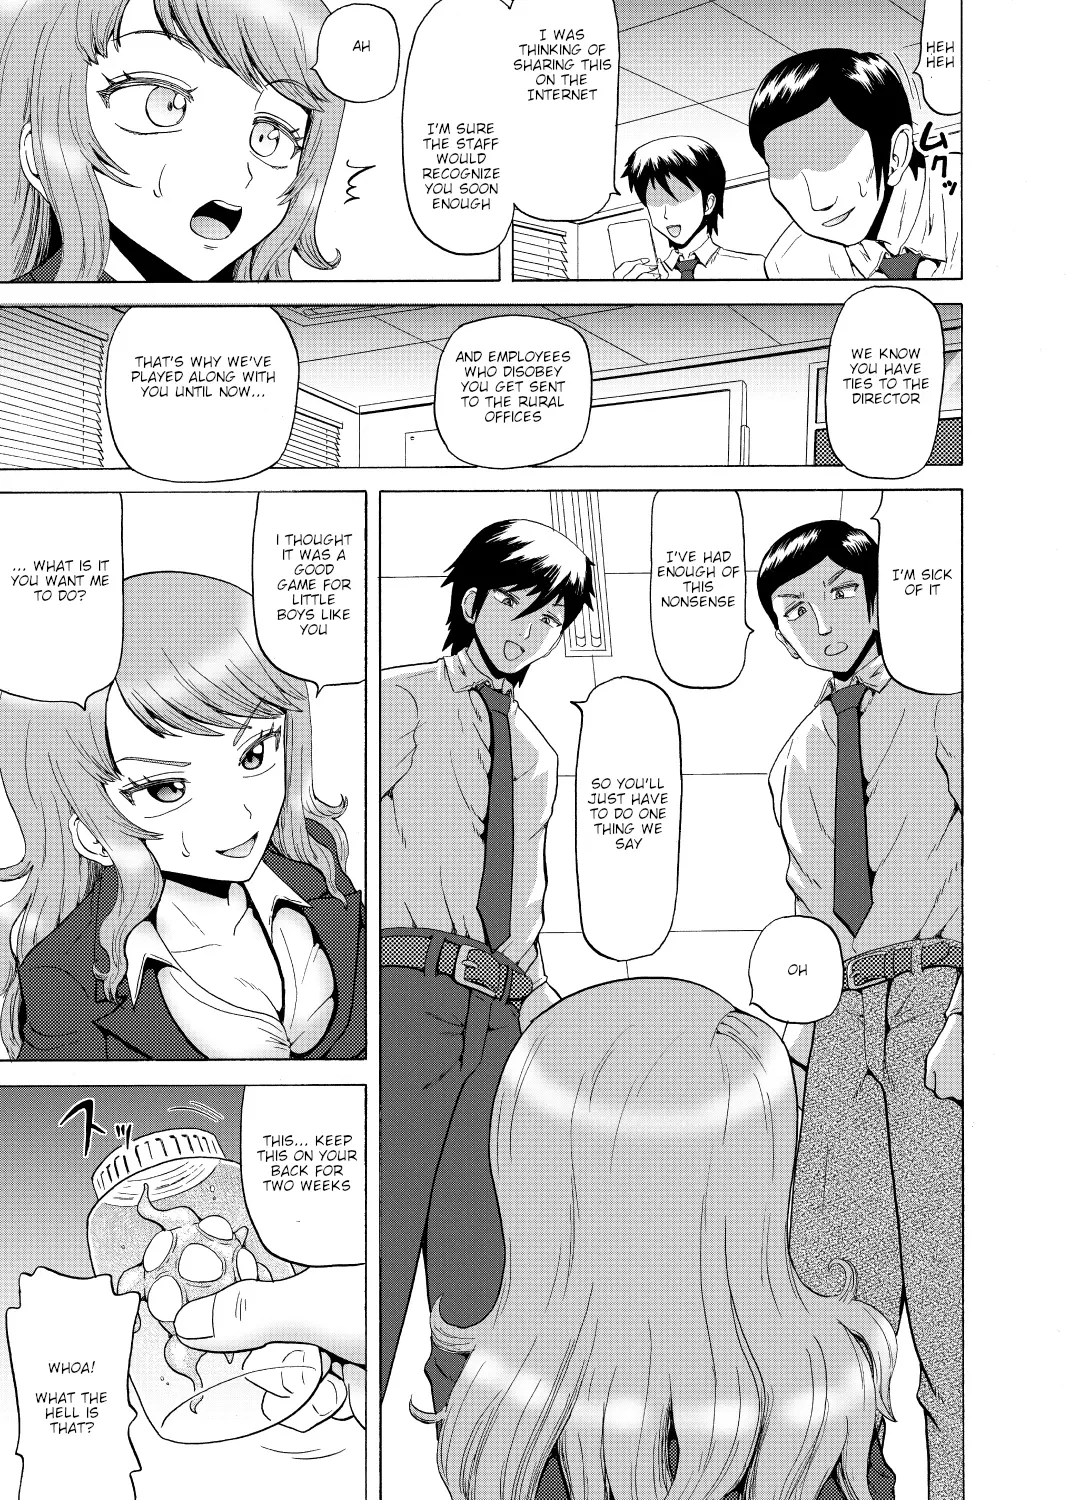 HEH
HEH
ムグッ
I WAS
THINKING OF
SHARING THIS
ON THE
INTERNET
I'M SURE
THE STAFF
WOULD
RECOGNIZE
YOU SOON
ENOUGH
AH
WE KNOW
YOU HAVE
TIES TO THE
DIRECTOR
AND EMPLOYEES
WHO DISOBEY
YOU GET SENT
TO THE RURAL
OFFICES
THAT'S WHY WE'VE
PLAYED ALONG WITH
YOU UNTIL NOW...
I'M SICK
OF IT
I'VE HAD
ENOUGH OF
THIS
NONSENSE
SO YOU'LL
JUST HAVE
TO DO ONE
THING WE
SAY
OH
I THOUGHT
IT WAS A
GOOD
GAME FOR
LITTLE
BOYS LIKE
YOU
... WHAT IS IT
YOU WANT ME
TO DO?
スッ
THIS... KEEP
THIS ON YOUR
BACK FOR
TWO WEEKS
WHOA!
WHAT THE
HELL IS
THAT?